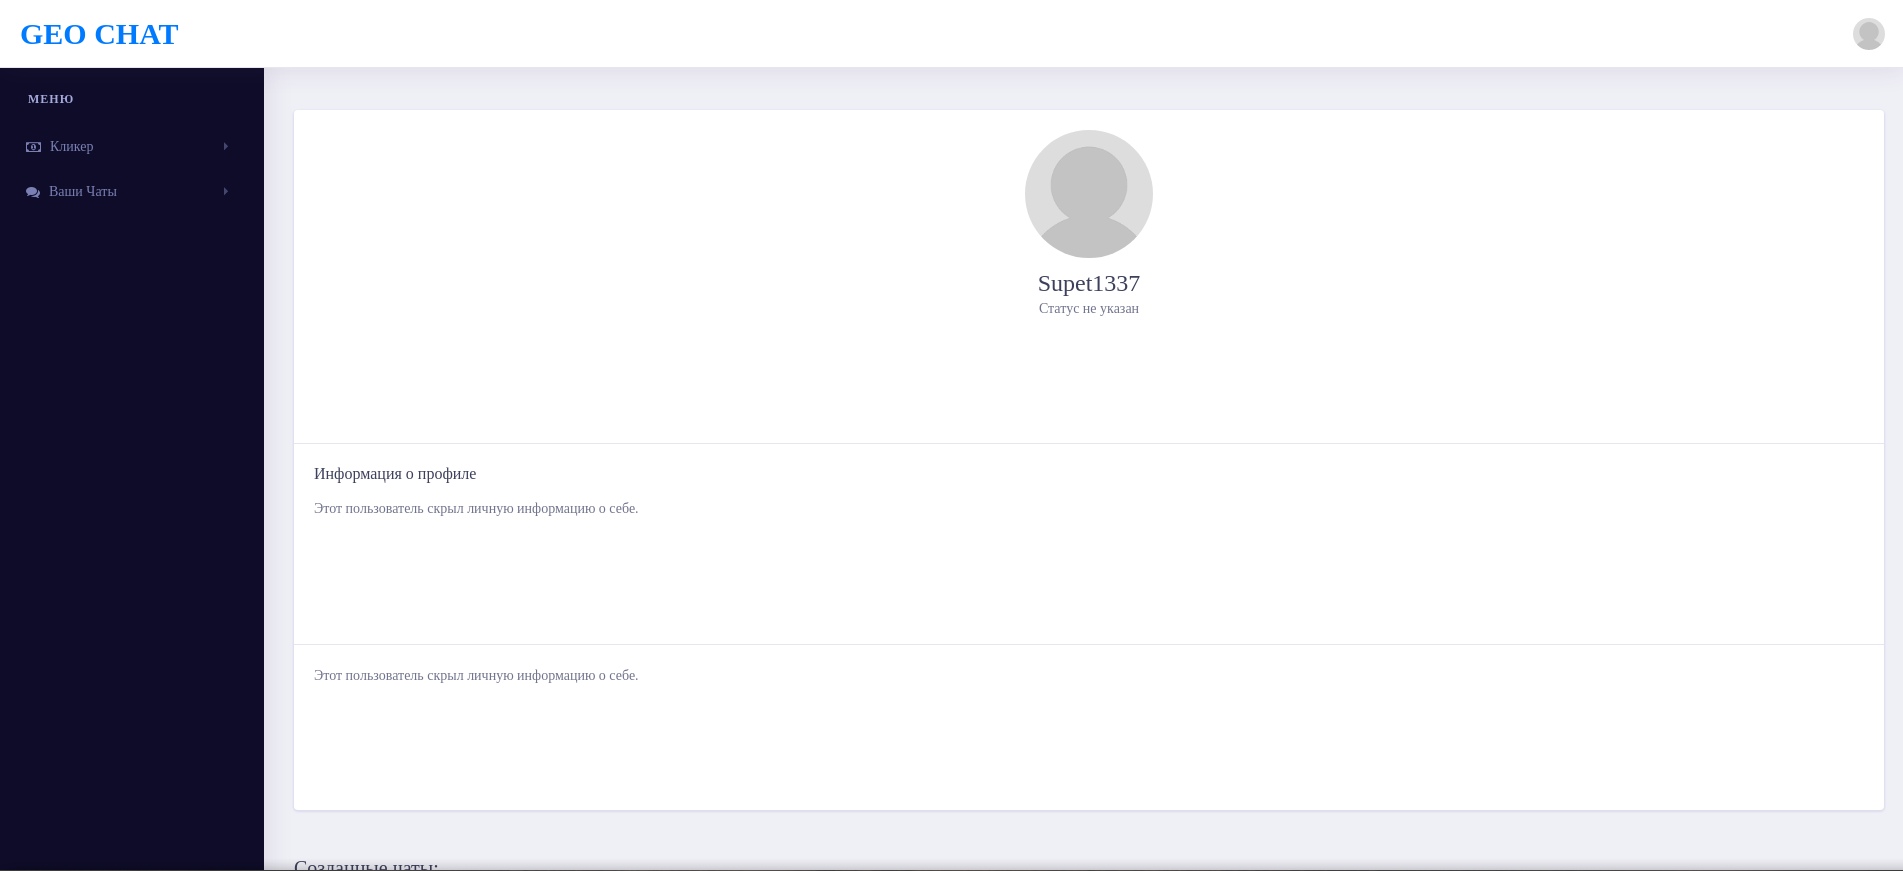 GEO CHAT
МЕНЮ
Кликер
Ваши Чаты
Supet1337
Статус не указан
Информация о профиле
Этот пользователь скрыл личную информацию о себе.
Этот пользователь скрыл личную информацию о себе.
Созданные чаты: